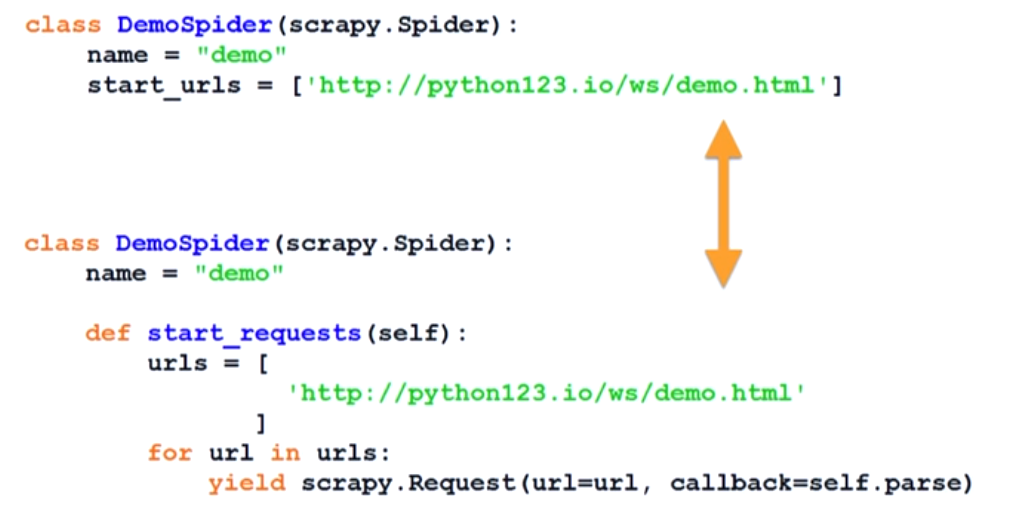 class DemoSpider(scrapy.Spider):
    name = "demo"
    start_urls = ['http://python123.io/ws/demo.html']
class DemoSpider(scrapy.Spider):
    name = "demo"
    def start_requests(self):
        urls = [
                 'http://python123.io/ws/demo.html'
               ]
        for url in urls:
            yield scrapy.Request(url=url, callback=self.parse)